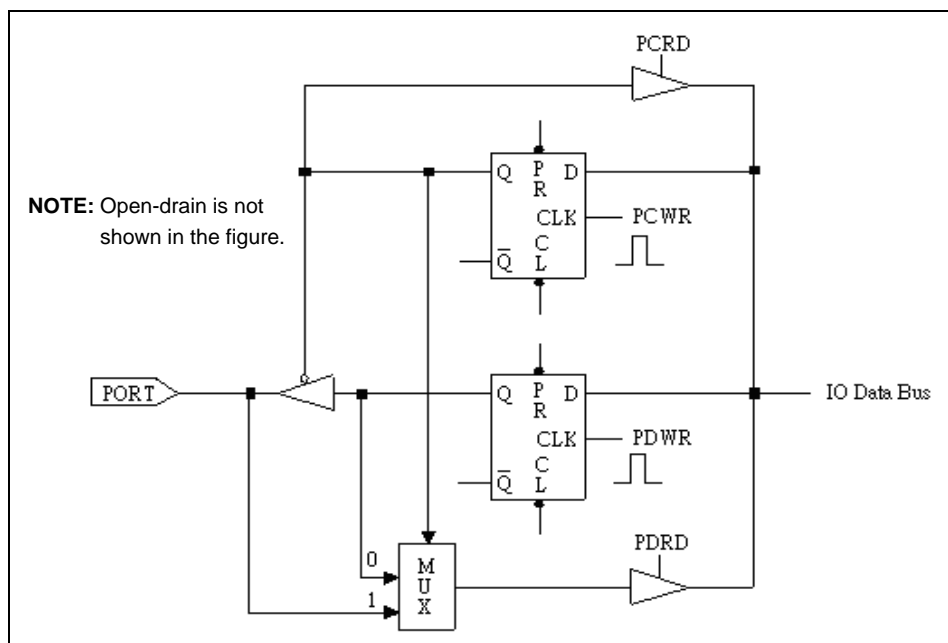 PCRD
Q P R D
CLK
PCWR
C L
Q̅
NOTE: Open-drain is not
shown in the figure.
PORT
Q P R D
IO Data Bus
CLK
PDWR
C L
Q̅
PDRD
0
MUX
1